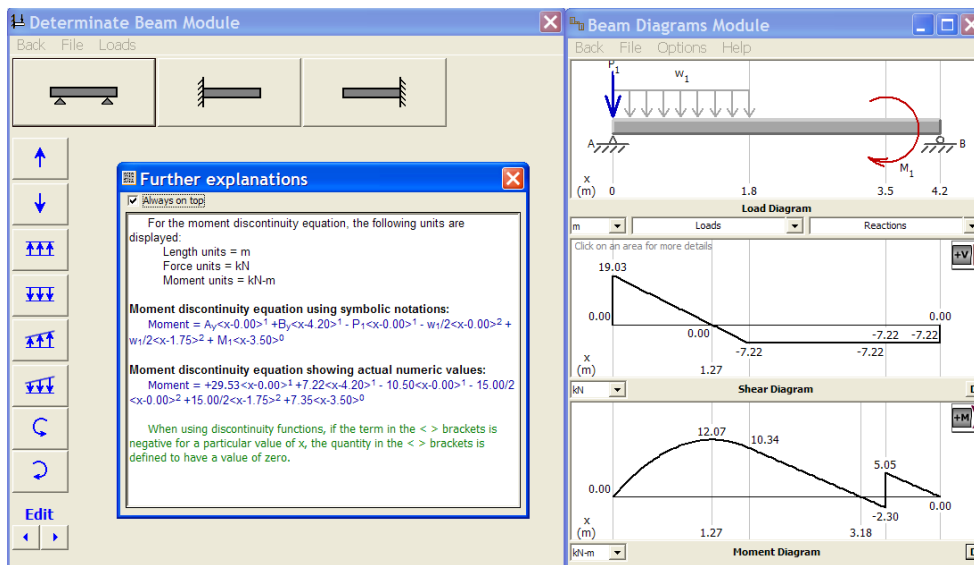 Determinate Beam Module
Back File Loads
Edit
Further explanations
Always on top
For the moment discontinuity equation, the following units are
displayed:
Length units = m
Force units = kN
Moment units = kN-m
Moment discontinuity equation using symbolic notations:
Moment = Ay<x-0.00>1 +By<x-4.20>1 - P1<x-0.00>1 - w1/2<x-0.00>2 +
w1/2<x-1.75>2 + M1<x-3.50>0
Moment discontinuity equation showing actual numeric values:
Moment = +29.53<x-0.00>1 +7.22<x-4.20>1 - 10.50<x-0.00>1 - 15.00/2
<x-0.00>2 +15.00/2<x-1.75>2 +7.35<x-3.50>0
When using discontinuity functions, if the term in the < > brackets is
negative for a particular value of x, the quantity in the < > brackets is
defined to have a value of zero.
Beam Diagrams Module
Back File Options Help
P1
w1
A
B
M1
x
(m) 0 1.8 3.5 4.2
Load Diagram
m Loads Reactions
Click on an area for more details
+V
19.03
0.00 0.00
0.00 -7.22 -7.22
-7.22 -7.22
x
(m) 1.27
kN Shear Diagram
+M
12.07
10.34
5.05
0.00 0.00
-2.30
x
(m) 1.27 3.18
kN-m Moment Diagram